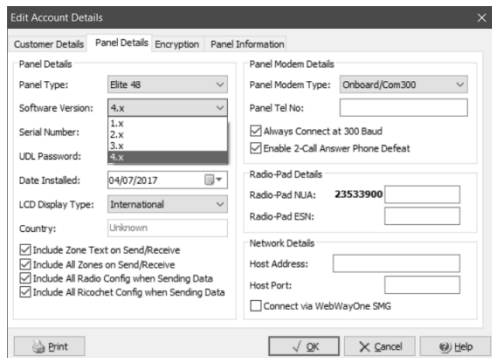 Edit Account Details
Customer Details Panel Details Encryption Panel Information
Panel Details
Panel Type: Elite 48
Software Version: 4.x
1.x
2.x
3.x
4.x
Serial Number:
UDL Password:
Date Installed: 04/07/2017
LCD Display Type: International
Country: Unknown
Include Zone Text on Send/Receive
Include All Zones on Send/Receive
Include All Radio Config when Sending Data
Include All Ricochet Config when Sending Data
Panel Modem Details
Panel Modem Type: Onboard/Com300
Panel Tel No:
Always Connect at 300 Baud
Enable 2-Call Answer Phone Defeat
Radio-Pad Details
Radio-Pad NUA: 23533900
Radio-Pad ESN:
Network Details
Host Address:
Host Port:
Connect via WebWayOne SMG
Print OK Cancel Help